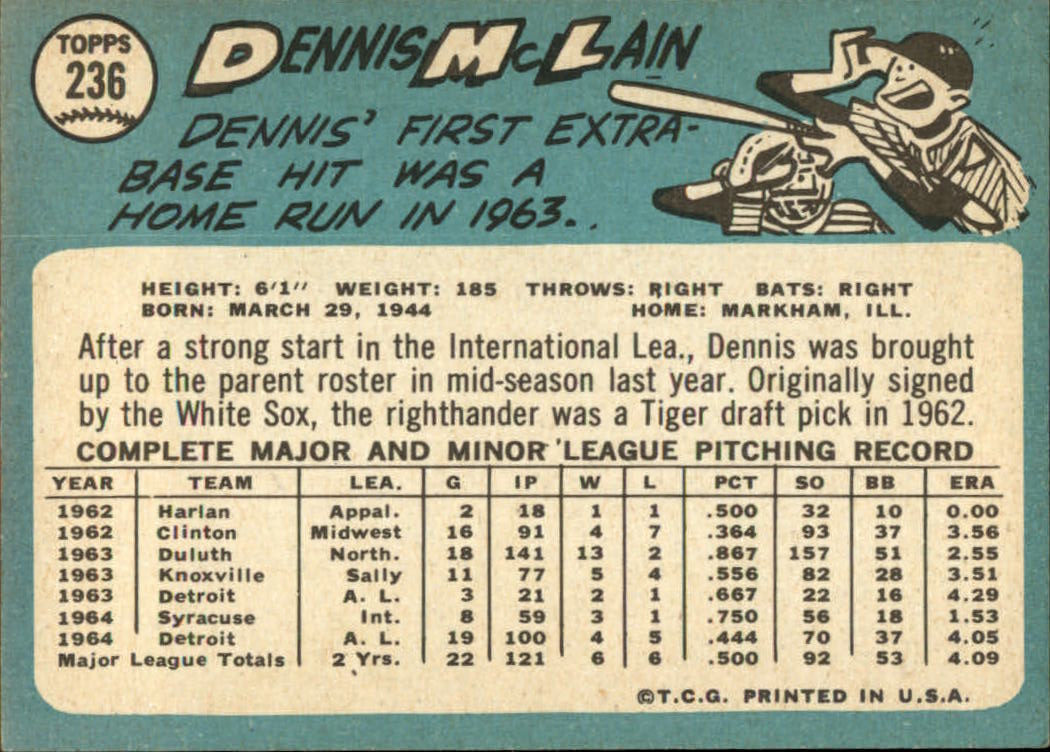 TOPPS
236
DENNIS McLAIN
DENNIS' FIRST EXTRA-
BASE HIT WAS A
HOME RUN IN 1963..
HEIGHT: 6'1" WEIGHT: 185 THROWS: RIGHT BATS: RIGHT
BORN: MARCH 29, 1944 HOME: MARKHAM, ILL.
After a strong start in the International Lea., Dennis was brought
up to the parent roster in mid-season last year. Originally signed
by the White Sox, the righthander was a Tiger draft pick in 1962.
COMPLETE MAJOR AND MINOR LEAGUE PITCHING RECORD
YEAR TEAM LEA. G IP W L PCT SO BB ERA
1962 Harlan Appal. 2 18 1 1 .500 32 10 0.00
1962 Clinton Midwest 16 91 4 7 .364 93 37 3.56
1963 Duluth North. 18 141 13 2 .867 157 51 2.55
1963 Knoxville Sally 11 77 5 4 .556 82 28 3.51
1963 Detroit A. L. 3 21 2 1 .667 22 16 4.29
1964 Syracuse Int. 8 59 3 1 .750 56 18 1.53
1964 Detroit A. L. 19 100 4 5 .444 70 37 4.05
Major League Totals 2 Yrs. 22 121 6 6 .500 92 53 4.09
©T.C.G. PRINTED IN U.S.A.